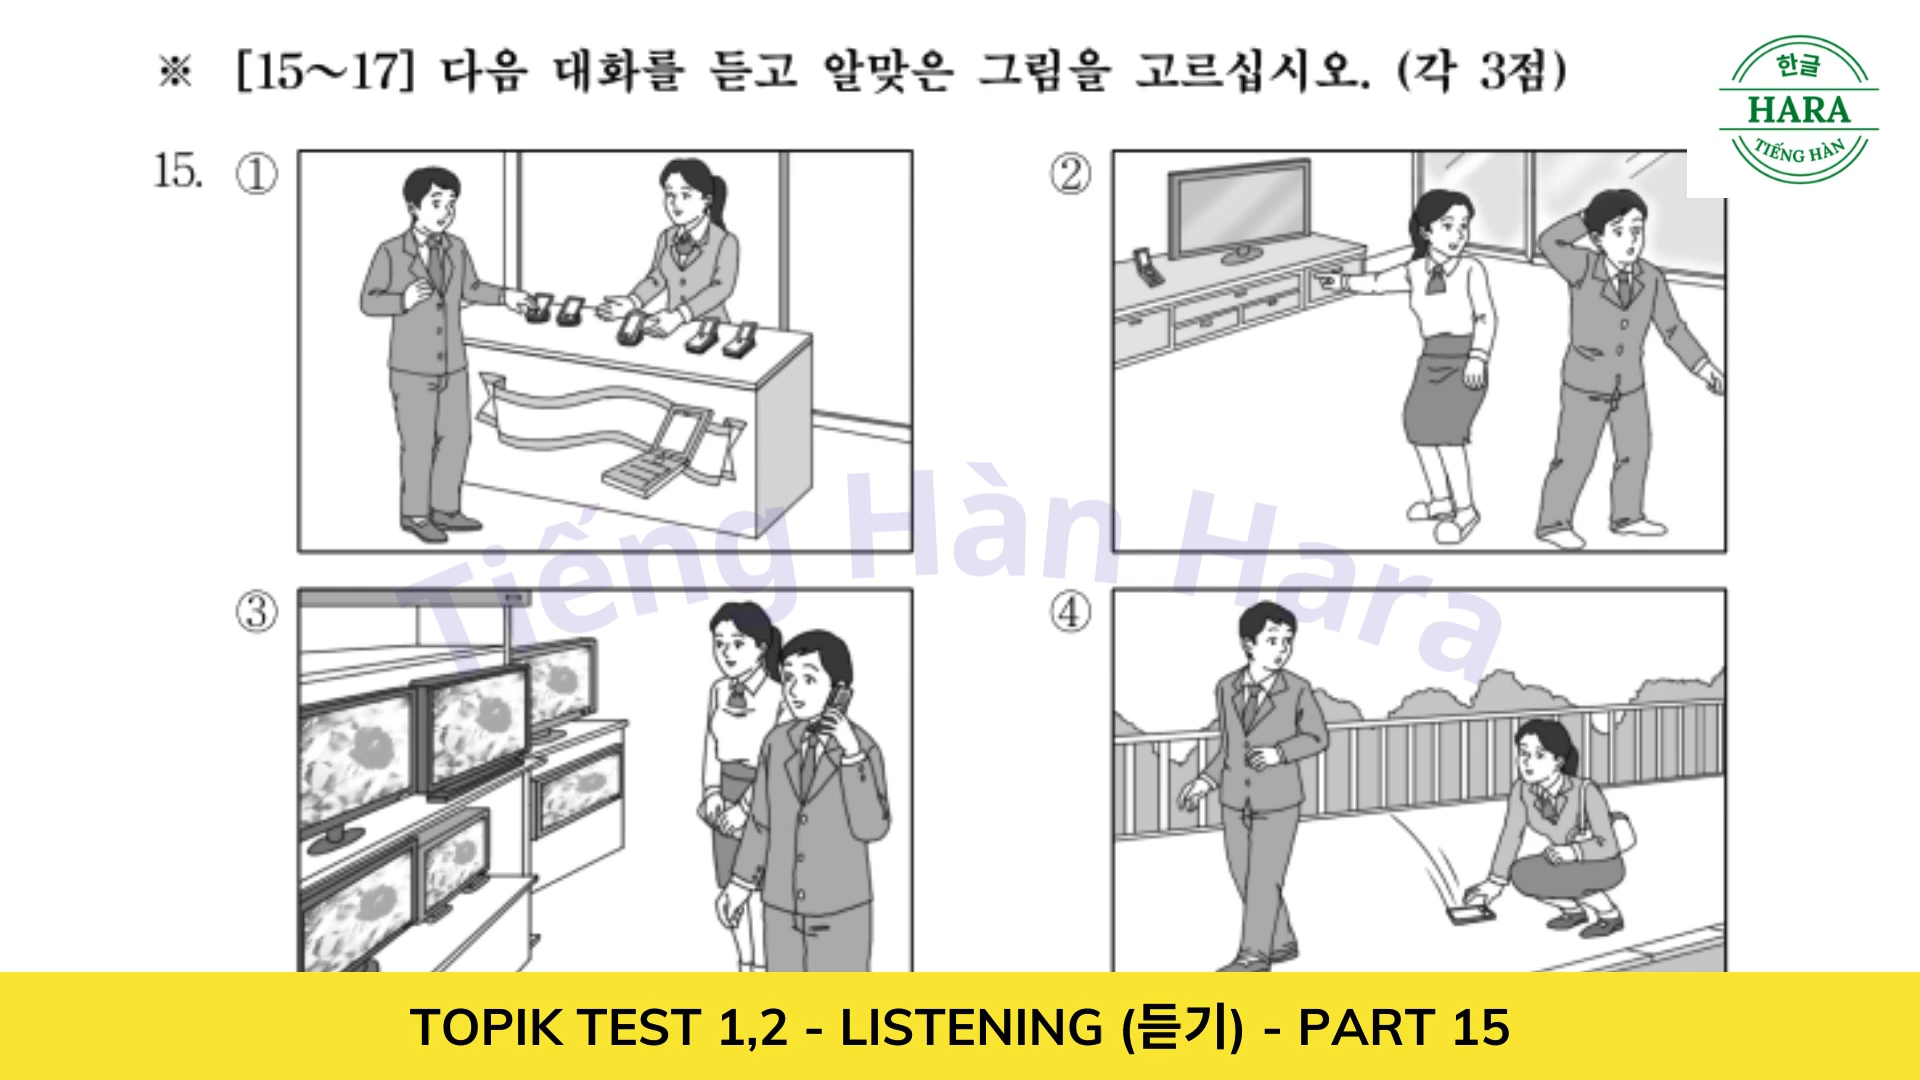 ※ [15~17] 다음 대화를 듣고 알맞은 그림을 고르십시오. (각 3점)
한글
HARA
TIẾNG HÀN
15. ① ②
③ ④
Tiếng Hàn Hara
TOPIK TEST 1,2 - LISTENING (듣기) - PART 15